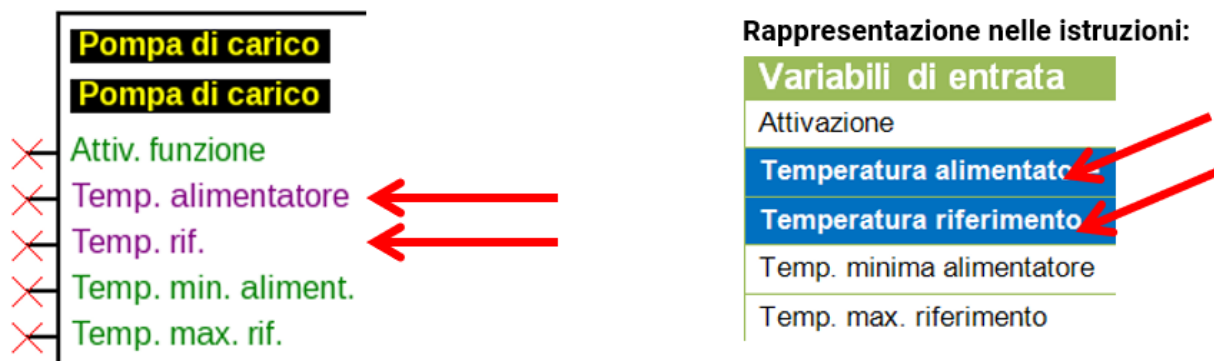 Pompa di carico
Pompa di carico
Attiv. funzione
Temp. alimentatore
Temp. rif.
Temp. min. aliment.
Temp. max. rif.
Rappresentazione nelle istruzioni:
Variabili di entrata
Attivazione
Temperatura
Temperatura riferimento
Temp. minima alimentatore
Temp. max. riferimento